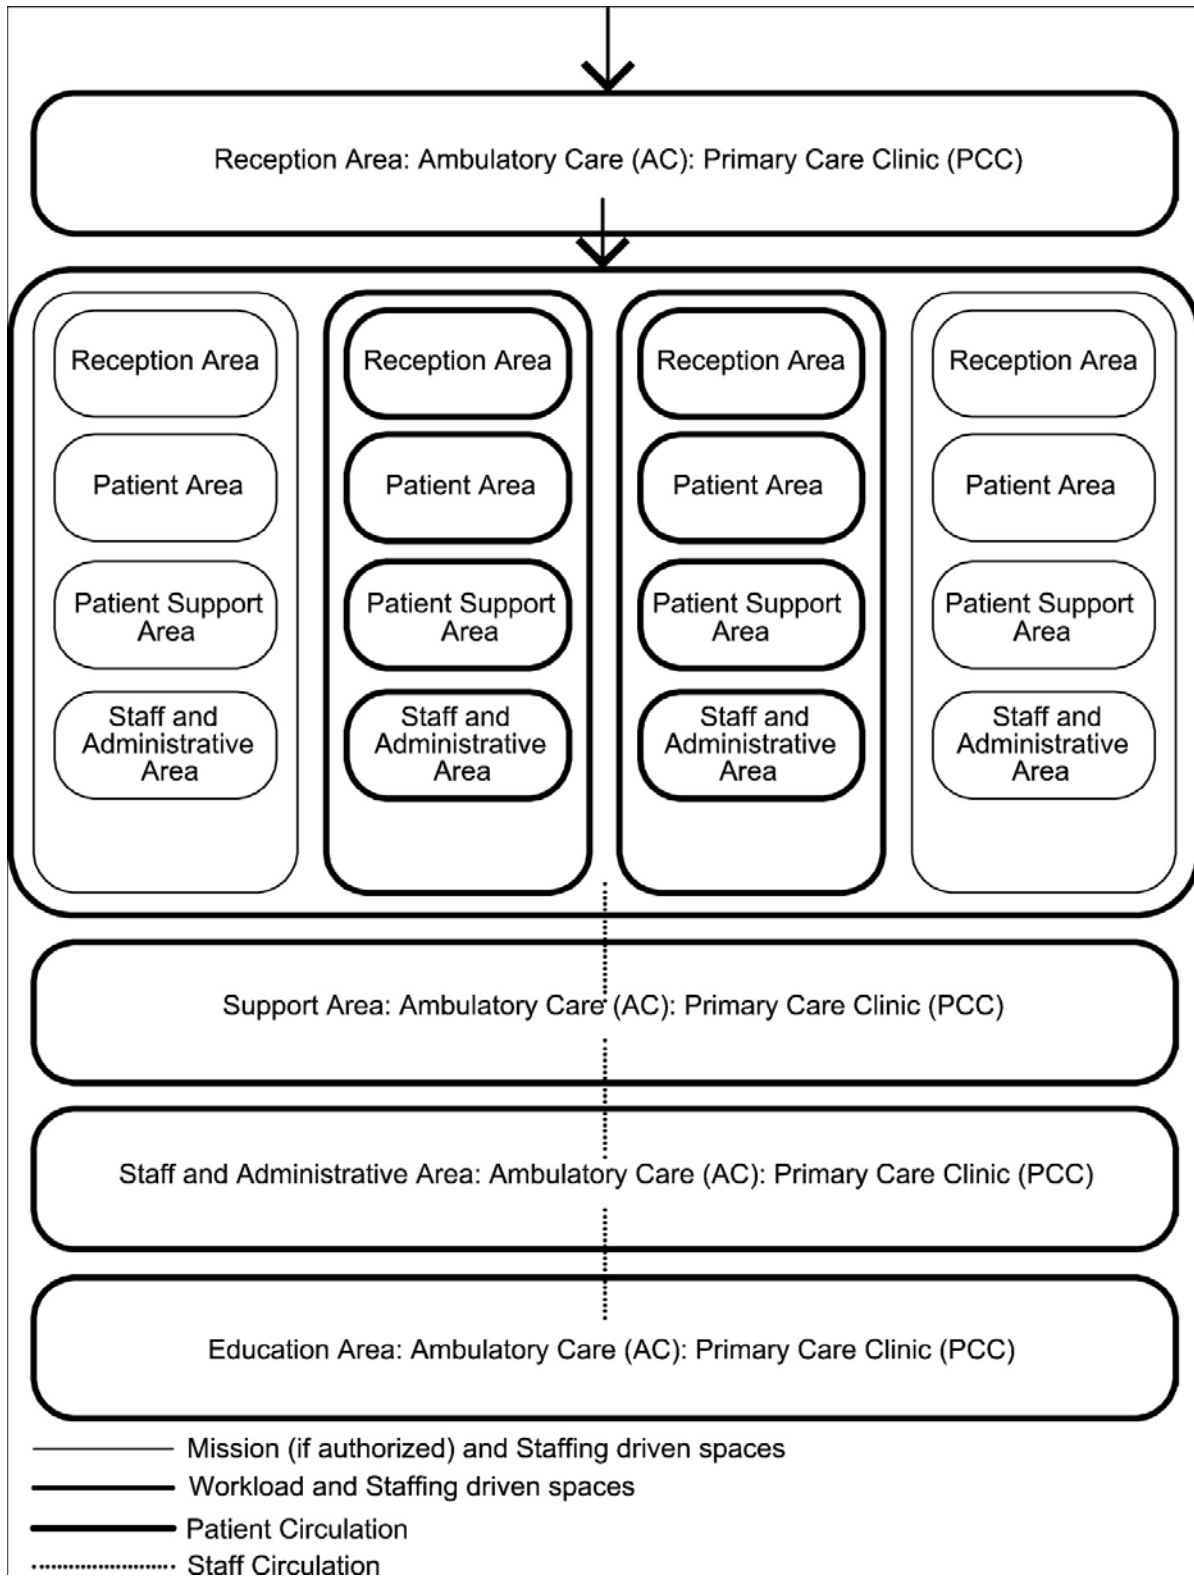 Reception Area: Ambulatory Care (AC): Primary Care Clinic (PCC)
Reception Area
Patient Area
Patient Support
Area
Staff and
Administrative
Area
Reception Area
Patient Area
Patient Support
Area
Staff and
Administrative
Area
Reception Area
Patient Area
Patient Support
Area
Staff and
Administrative
Area
Reception Area
Patient Area
Patient Support
Area
Staff and
Administrative
Area
Support Area: Ambulatory Care (AC): Primary Care Clinic (PCC)
Staff and Administrative Area: Ambulatory Care (AC): Primary Care Clinic (PCC)
Education Area: Ambulatory Care (AC): Primary Care Clinic (PCC)
Mission (if authorized) and Staffing driven spaces
Workload and Staffing driven spaces
Patient Circulation
Staff Circulation